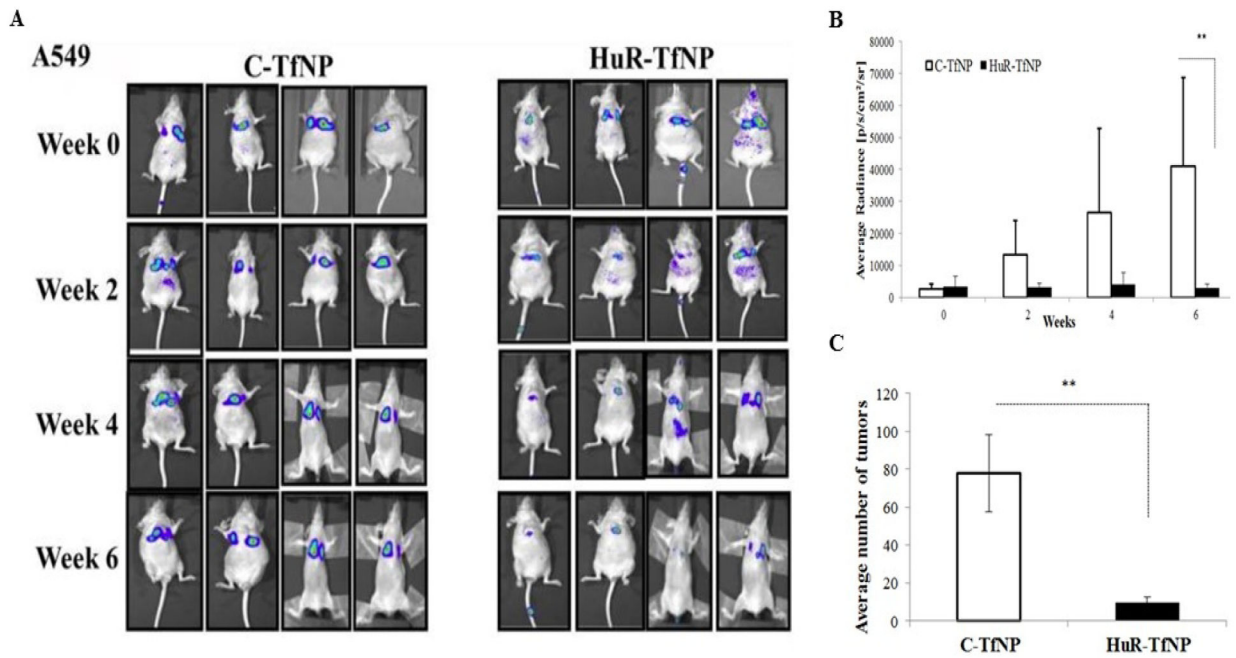 A
A549
C-TfNP
HuR-TfNP
Week 0
Week 2
Week 4
Week 6
B
Average Radiance [p/s/cm²/sr]
80000
70000
60000
50000
40000
30000
20000
10000
0
C-TfNP
HuR-TfNP
**
0
2
4
6
Weeks
C
Average number of tumors
120
100
80
60
40
20
0
**
C-TfNP
HuR-TfNP